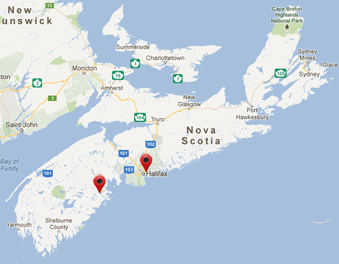 New
unswick
Summerside
Charlottetown
Moncton
Amherst
Cape Breton
Highlands
National Park
Sydney
Mines
Sydney
Glace
New
Glasgow
Port
Hawkesbury
Truro
Saint John
Nova
Scotia
Bay of
Fundy
101
102
101
103
Halifax
Yarmouth
Shelburne
County